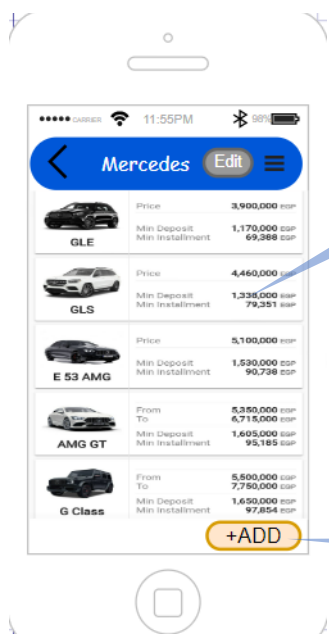 CARRIER 11:55PM 98%
Mercedes Edit
Price 3,900,000 EGP
Min Deposit 1,170,000 EGP
Min Installment 69,388 EGP
GLE
Price 4,460,000 EGP
Min Deposit 1,338,000 EGP
Min Installment 79,351 EGP
GLS
Price 5,100,000 EGP
Min Deposit 1,530,000 EGP
Min Installment 90,738 EGP
E 53 AMG
From 5,350,000 EGP
To 6,715,000 EGP
Min Deposit 1,605,000 EGP
Min Installment 95,185 EGP
AMG GT
From 5,500,000 EGP
To 7,750,000 EGP
Min Deposit 1,650,000 EGP
Min Installment 97,854 EGP
G Class
+ADD